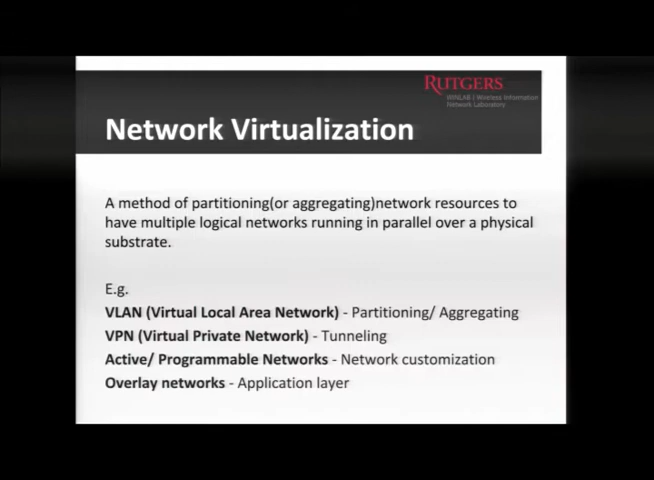 RUTGERS
WINLAB | Wireless Information
Network Laboratory
Network Virtualization
A method of partitioning(or aggregating)network resources to
have multiple logical networks running in parallel over a physical
substrate.
E.g.
VLAN (Virtual Local Area Network) - Partitioning/ Aggregating
VPN (Virtual Private Network) - Tunneling
Active/ Programmable Networks - Network customization
Overlay networks - Application layer